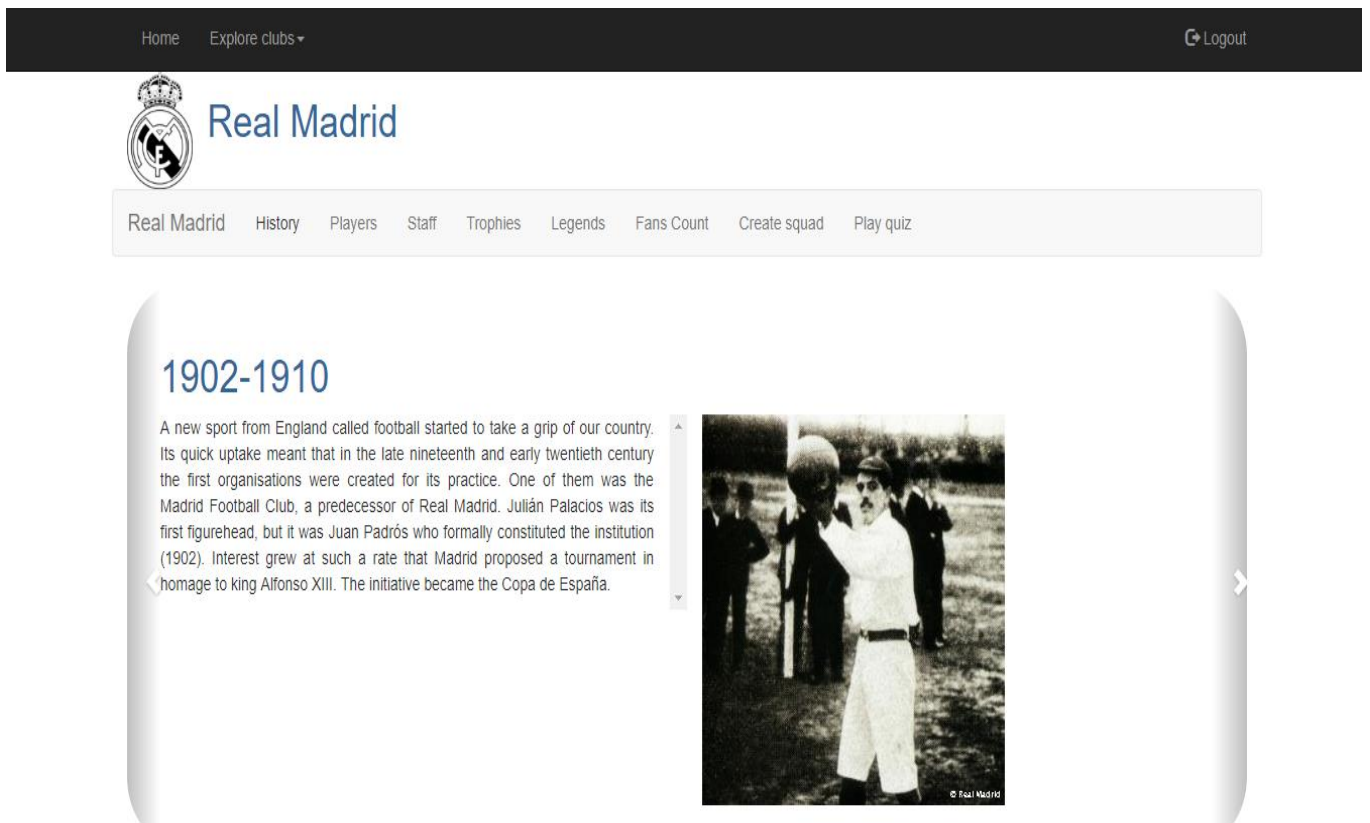 Home Explore clubs Logout
Real Madrid
Real Madrid History Players Staff Trophies Legends Fans Count Create squad Play quiz
1902-1910
A new sport from England called football started to take a grip of our country.
Its quick uptake meant that in the late nineteenth and early twentieth century
the first organisations were created for its practice. One of them was the
Madrid Football Club, a predecessor of Real Madrid. Julián Palacios was its
first figurehead, but it was Juan Padrós who formally constituted the institution
(1902). Interest grew at such a rate that Madrid proposed a tournament in
homage to king Alfonso XIII. The initiative became the Copa de España.
© Real Madrid